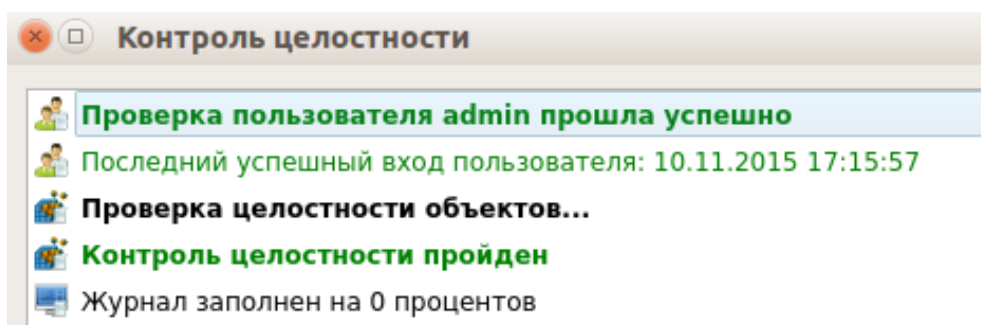 Контроль целостности
Проверка пользователя admin прошла успешно
Последний успешный вход пользователя: 10.11.2015 17:15:57
Проверка целостности объектов...
Контроль целостности пройден
Журнал заполнен на 0 процентов